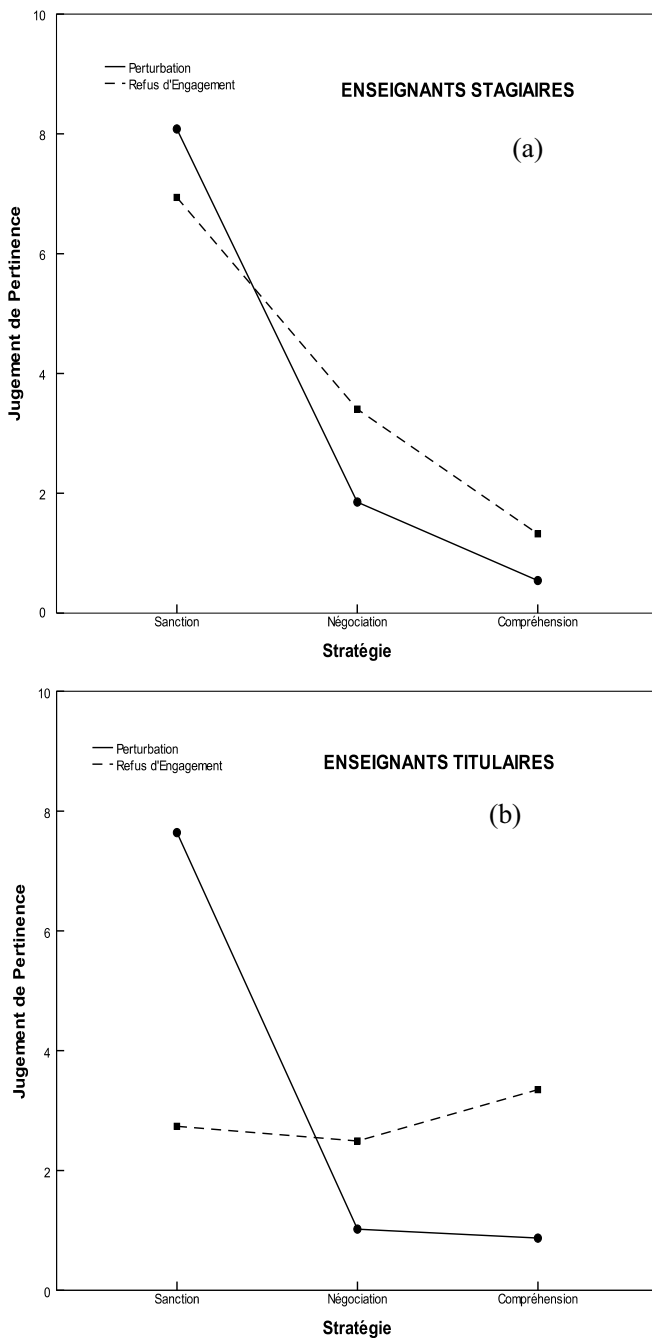 10
Perturbation
Refus d'Engagement
ENSEIGNANTS STAGIAIRES
(a)
8
6
4
2
0
Jugement de Pertinence
Sanction
Négociation
Compréhension
Stratégie
10
Perturbation
Refus d'Engagement
ENSEIGNANTS TITULAIRES
(b)
8
6
4
2
0
Jugement de Pertinence
Sanction
Négociation
Compréhension
Stratégie